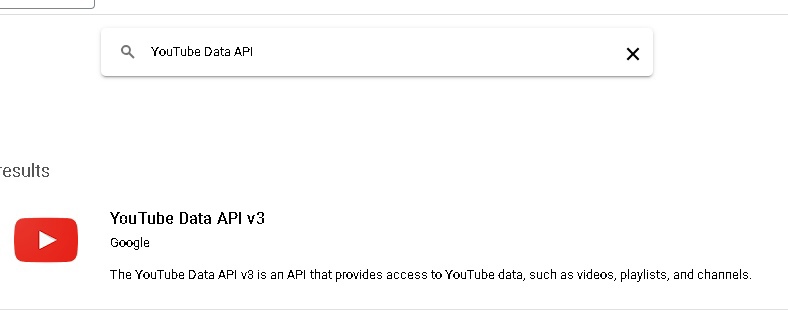 YouTube Data API
results
YouTube Data API v3
Google
The YouTube Data API v3 is an API that provides access to YouTube data, such as videos, playlists, and channels.